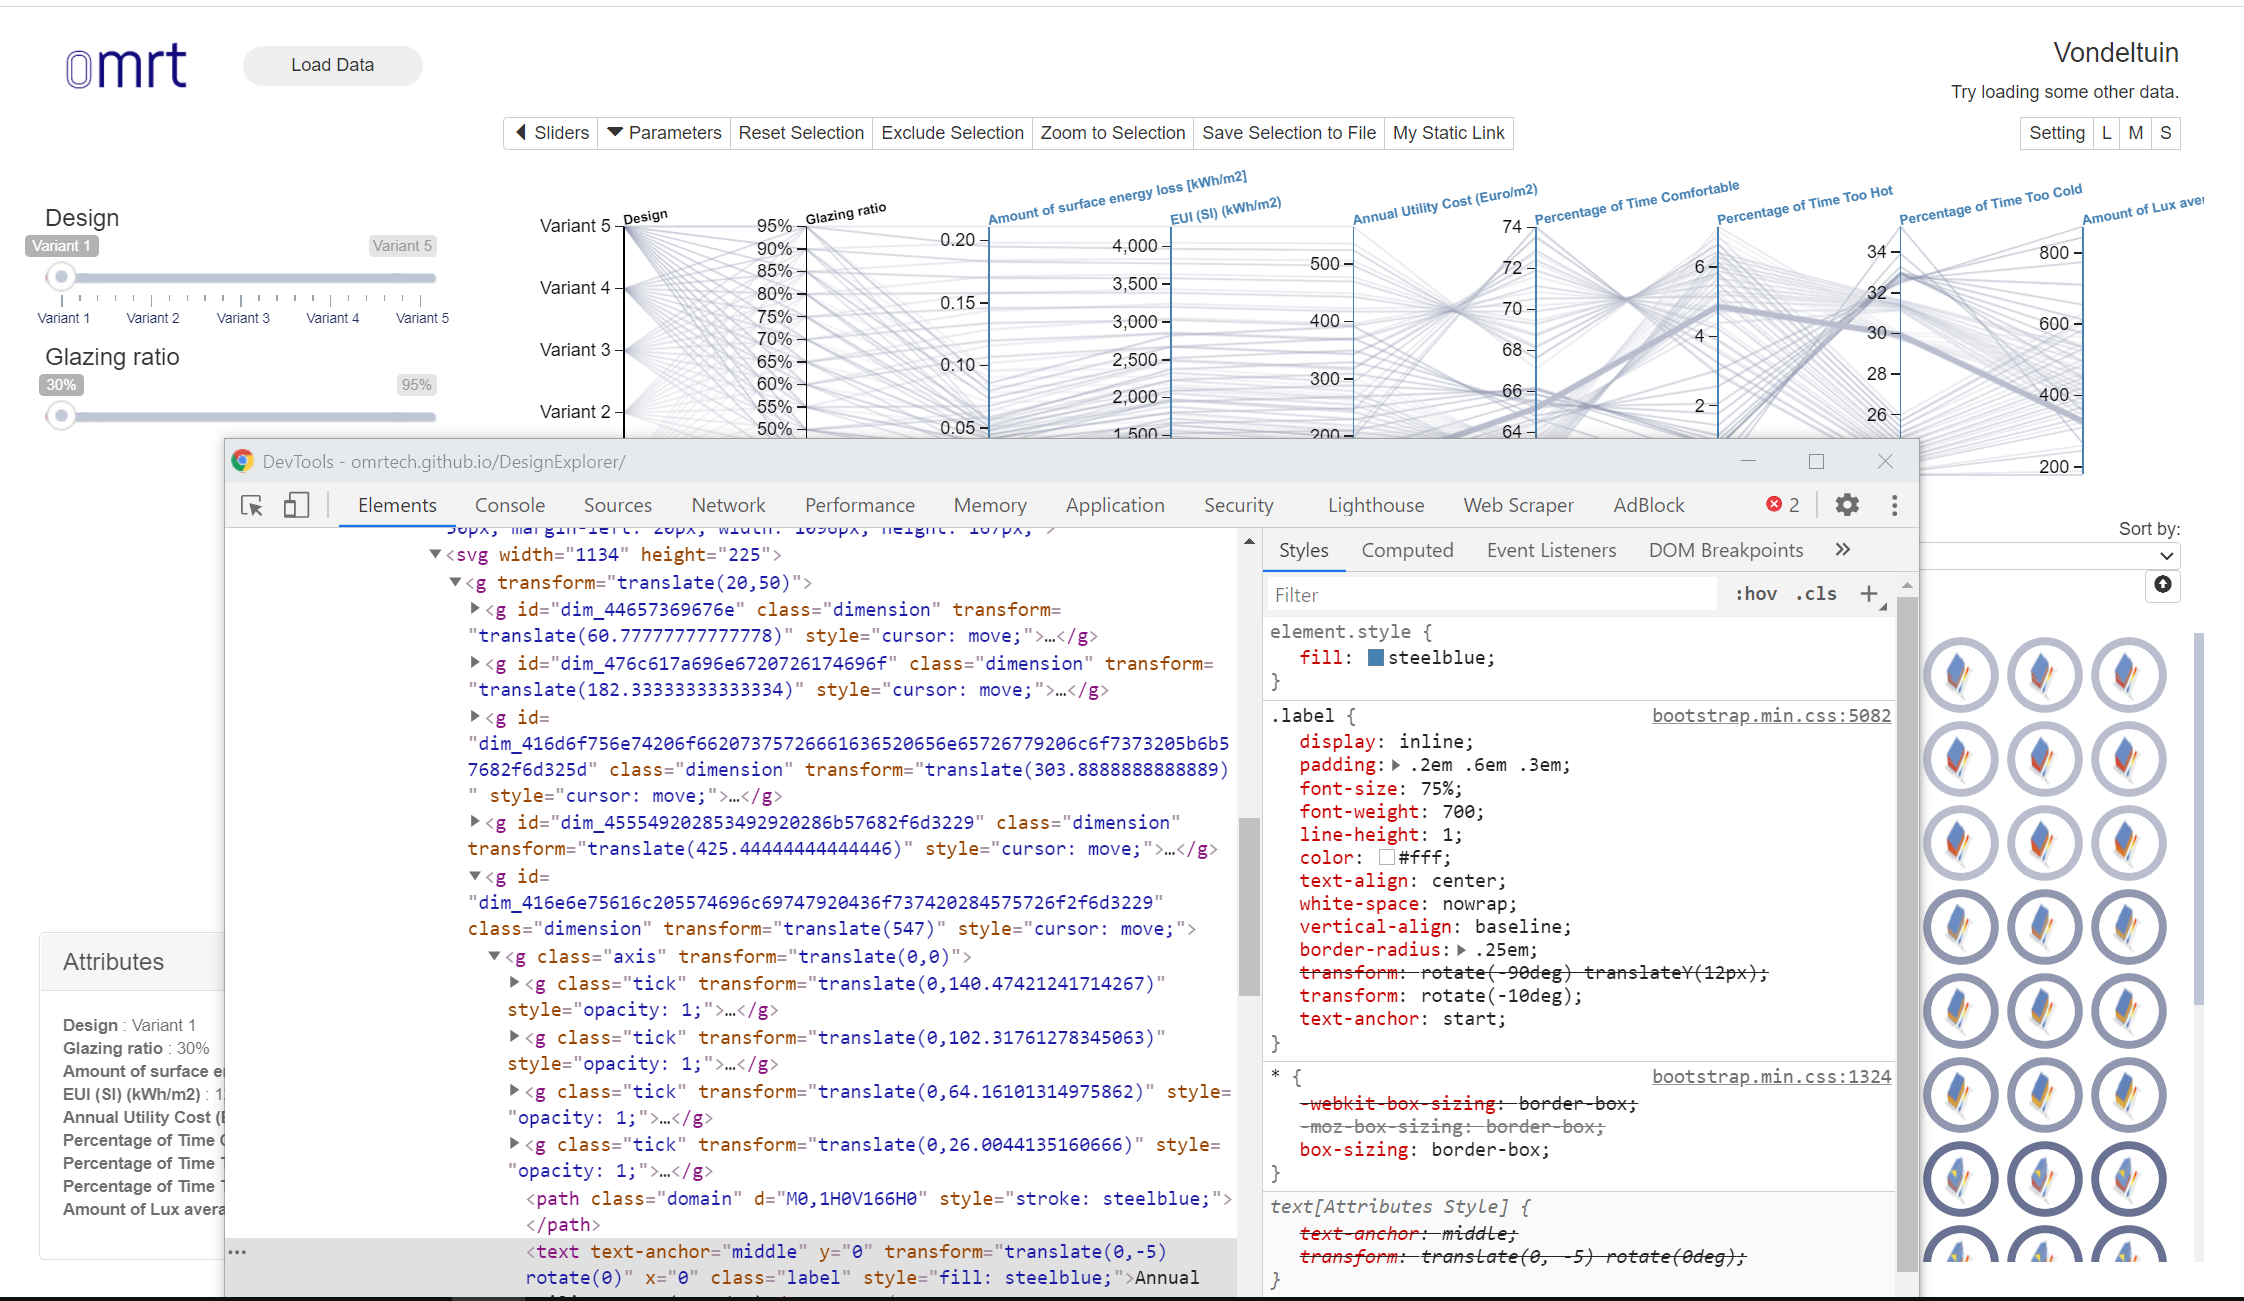 omrt
Load Data
Vondeltuin
Try loading some other data.
Sliders Parameters Reset Selection Exclude Selection Zoom to Selection Save Selection to File My Static Link
Setting L M S
Design
Variant 1 Variant 5
Variant 1 Variant 2 Variant 3 Variant 4 Variant 5
Glazing ratio
30% 95%
Design
Variant 5
Variant 4
Variant 3
Variant 2
Glazing ratio
95%
90%
85%
80%
75%
70%
65%
60%
55%
50%
Amount of surface energy loss [kWh/m2]
0.20
0.15
0.10
0.05
EUI (SI) (kWh/m2)
4,000
3,500
3,000
2,500
2,000
1,500
Annual Utility Cost (Euro/m2)
500
400
300
200
Percentage of Time Comfortable
74
72
70
68
66
64
Percentage of Time Too Hot
6
4
2
Percentage of Time Too Cold
34
32
30
28
26
Amount of Lux aver
800
600
400
200
DevTools - omrtech.github.io/DesignExplorer/
Elements Console Sources Network Performance Memory Application Security Lighthouse Web Scraper AdBlock 2
50px; margin-left: 20px; width: 1096px; height: 167px; ">
<svg width="1134" height="225">
<g transform="translate(20,50)">
<g id="dim_44657369676e" class="dimension" transform=
"translate(60.77777777777778)" style="cursor: move;">…</g>
<g id="dim_476c617a696e6720726174696f" class="dimension" transform=
"translate(182.33333333333334)" style="cursor: move;">…</g>
<g id=
"dim_416d6f756e74206f6620737572666163652065 6e65726779206c6f7373205b6b5
7682f6d325d" class="dimension" transform="translate(303.8888888888889)
" style="cursor: move;">…</g>
<g id="dim_455549202853492920286b57682f6d3229" class="dimension"
transform="translate(425.44444444444446)" style="cursor: move;">…</g>
<g id=
"dim_416e6e75616c205574696c69747920436f737420284575726f2f6d3229"
class="dimension" transform="translate(547)" style="cursor: move;">
<g class="axis" transform="translate(0,0)">
<g class="tick" transform="translate(0,140.47421241714267)"
style="opacity: 1;">…</g>
<g class="tick" transform="translate(0,102.31761278345063)"
style="opacity: 1;">…</g>
<g class="tick" transform="translate(0,64.16101314975862)" style=
"opacity: 1;">…</g>
<g class="tick" transform="translate(0,26.0044135160666)" style=
"opacity: 1;">…</g>
<path class="domain" d="M0,1H0V166H0" style="stroke: steelblue;">
</path>
<text text-anchor="middle" y="0" transform="translate(0,-5)
rotate(0)" x="0" class="label" style="fill: steelblue;">Annual
Styles Computed Event Listeners DOM Breakpoints
Filter :hov .cls +
element.style {
fill: steelblue;
}
.label { bootstrap.min.css:5082
display: inline;
padding: .2em .6em .3em;
font-size: 75%;
font-weight: 700;
line-height: 1;
color: #fff;
text-align: center;
white-space: nowrap;
vertical-align: baseline;
border-radius: .25em;
transform: rotate(-90deg) translateY(12px);
transform: rotate(-10deg);
text-anchor: start;
}
* { bootstrap.min.css:1324
-webkit-box-sizing: border-box;
-moz-box-sizing: border-box;
box-sizing: border-box;
}
text[Attributes Style] {
text-anchor: middle;
transform: translate(0, -5) rotate(0deg);
}
Sort by:
Attributes
Design : Variant 1
Glazing ratio : 30%
Amount of surface e
EUI (SI) (kWh/m2) : 1
Annual Utility Cost (
Percentage of Time
Percentage of Time
Percentage of Time
Amount of Lux avera